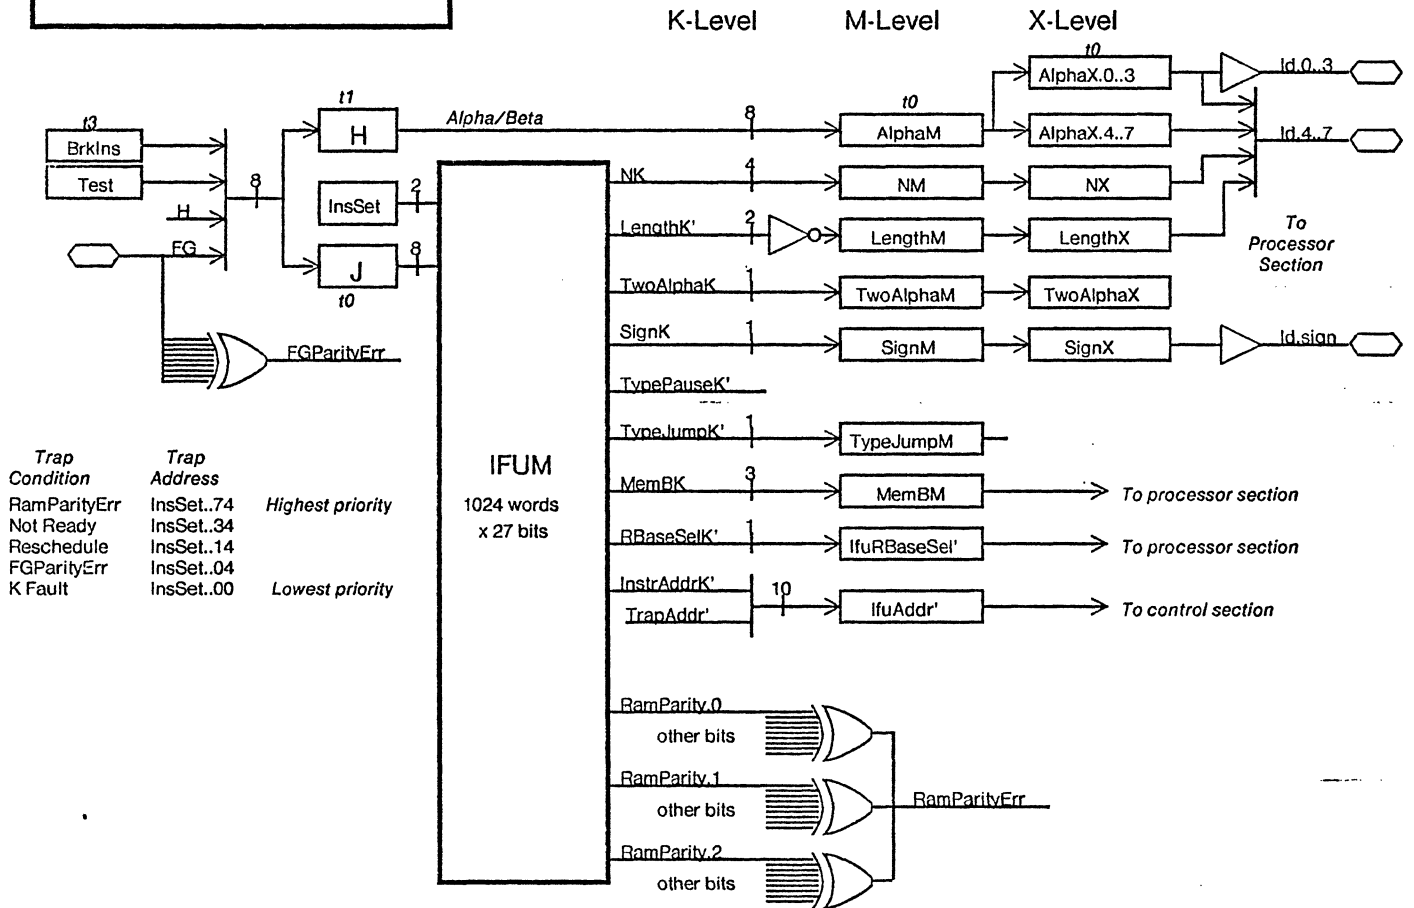 K-Level M-Level X-Level
t0
AlphaX.0..3 Id.0..3
t1
H
Alpha/Beta 8
t0
AlphaM AlphaX.4..7 Id.4..7
t3
BrkIns
Test
H
FG
8
InsSet 2
J 8
t0
NK 4 NM NX
LengthK' 2 LengthM LengthX
To
Processor
Section
TwoAlphaK 1 TwoAlphaM TwoAlphaX
SignK 1 SignM SignX Id.sign
FGParityErr
TypePauseK'
TypeJumpK' 1 TypeJumpM
IFUM
1024 words
x 27 bits
MemBK 3 MemBM To processor section
RBaseSelK' 1 IfuRBaseSel' To processor section
InstrAddrK' 10 IfuAddr' To control section
TrapAddr'
Trap Trap
Condition Address
RamParityErr InsSet..74 Highest priority
Not Ready InsSet..34
Reschedule InsSet..14
FGParityErr InsSet..04
K Fault InsSet..00 Lowest priority
RamParity.0
other bits
RamParity.1
other bits
RamParityErr
RamParity.2
other bits